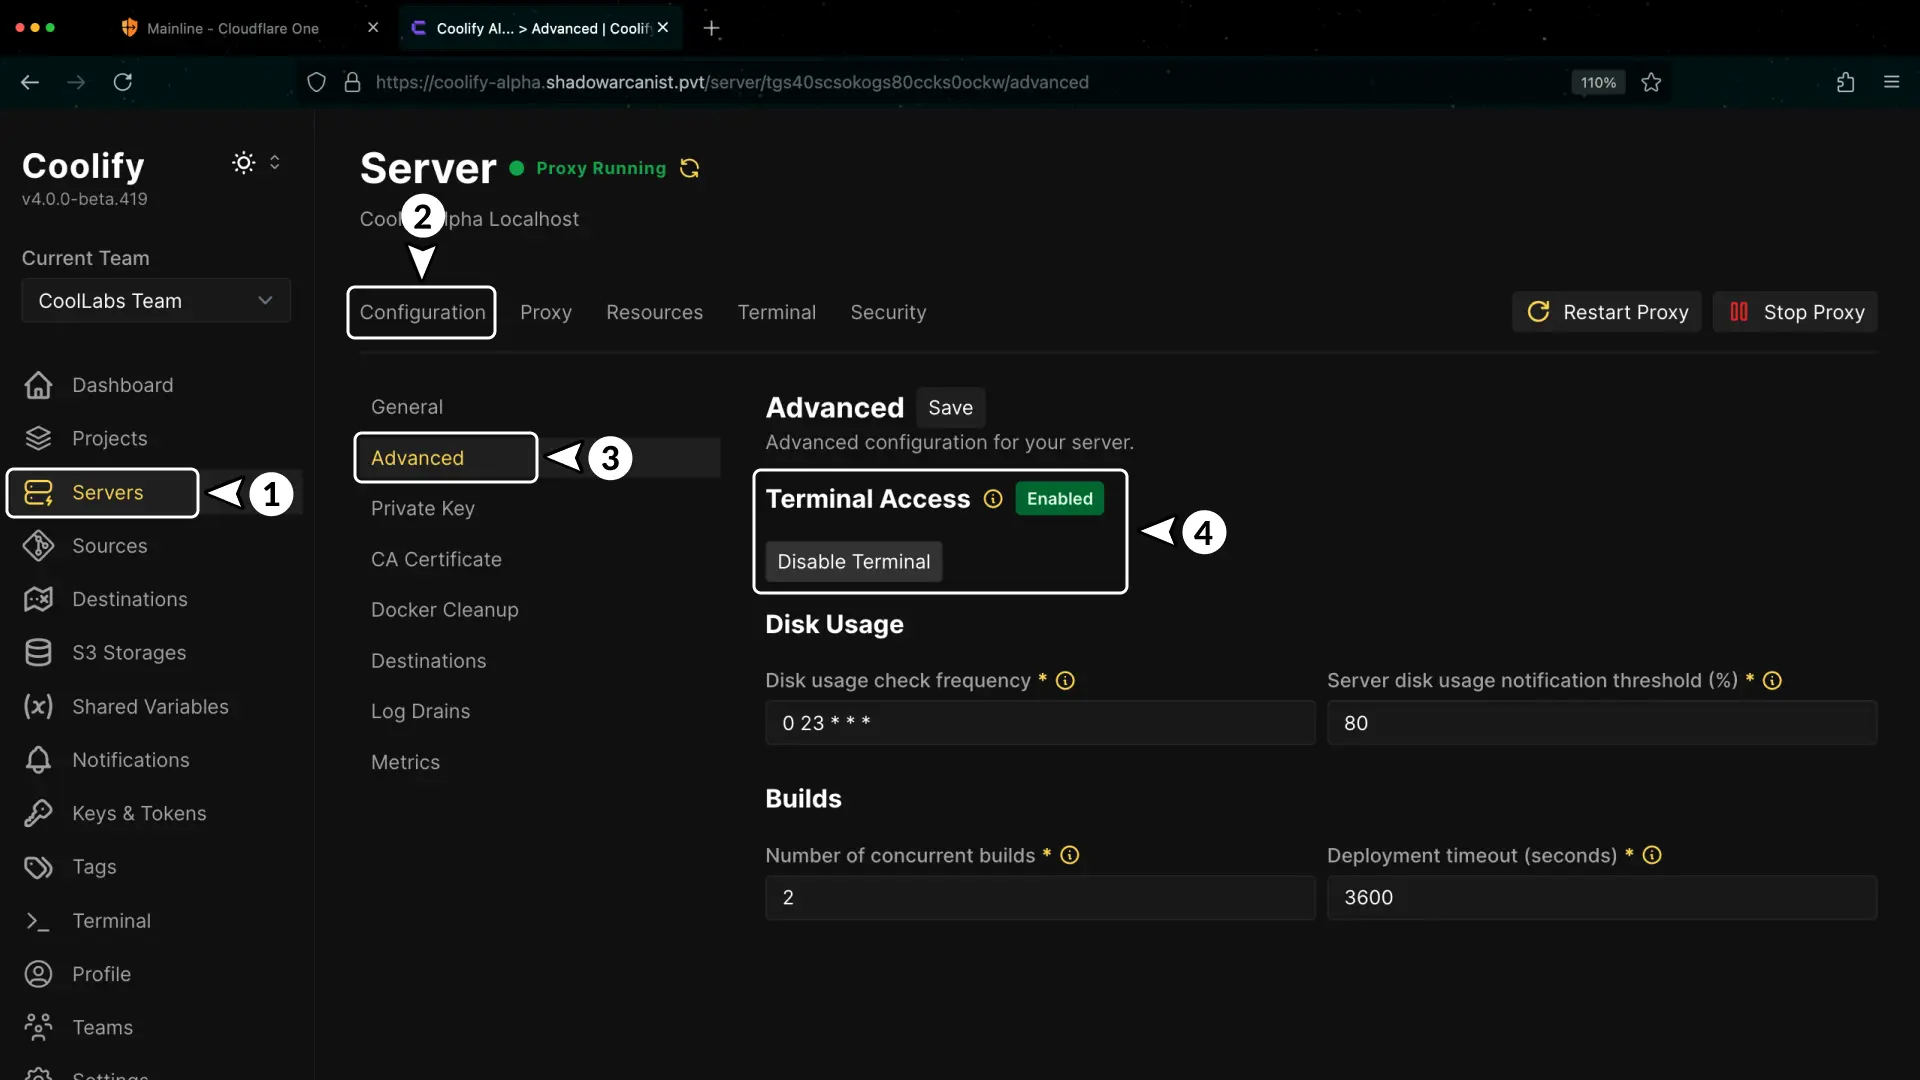 Mainline - Cloudflare One
Coolify Al... > Advanced | Coolify
https://coolify-alpha.shadowarcanist.pvt/server/tgs40scsokogs80ccks0ockw/advanced
110%
Coolify
v4.0.0-beta.419
Current Team
CoolLabs Team
Dashboard
Projects
Servers
1
Sources
Destinations
S3 Storages
Shared Variables
Notifications
Keys & Tokens
Tags
Terminal
Profile
Teams
Settings
Server
Proxy Running
Cool lpha Localhost
2
Configuration
Proxy
Resources
Terminal
Security
Restart Proxy
Stop Proxy
General
Advanced
3
Private Key
CA Certificate
Docker Cleanup
Destinations
Log Drains
Metrics
Advanced
Save
Advanced configuration for your server.
Terminal Access
Enabled
Disable Terminal
4
Disk Usage
Disk usage check frequency *
0 23 * * *
Server disk usage notification threshold (%) *
80
Builds
Number of concurrent builds *
2
Deployment timeout (seconds) *
3600